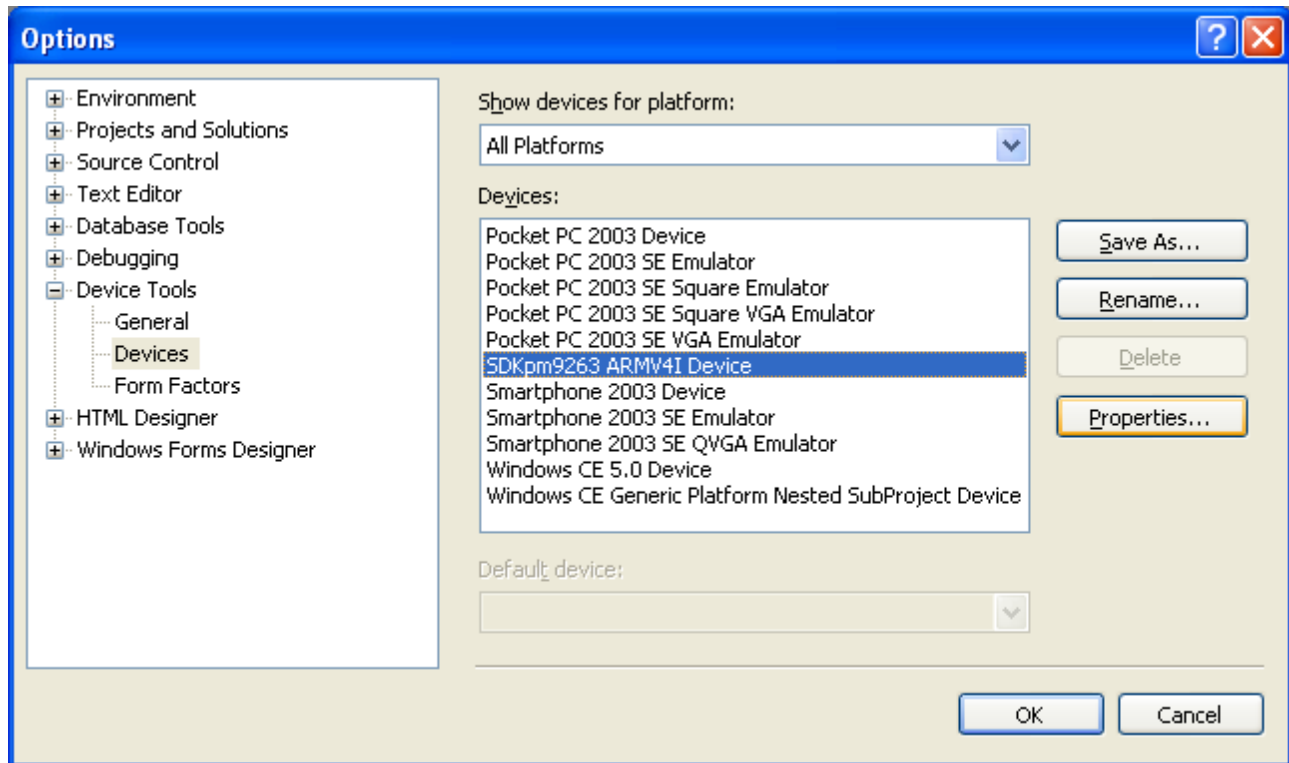 Options
Environment
Projects and Solutions
Source Control
Text Editor
Database Tools
Debugging
Device Tools
General
Devices
Form Factors
HTML Designer
Windows Forms Designer
Show devices for platform:
All Platforms
Devices:
Pocket PC 2003 Device
Pocket PC 2003 SE Emulator
Pocket PC 2003 SE Square Emulator
Pocket PC 2003 SE Square VGA Emulator
Pocket PC 2003 SE VGA Emulator
SDKpm9263 ARMV4I Device
Smartphone 2003 Device
Smartphone 2003 SE Emulator
Smartphone 2003 SE QVGA Emulator
Windows CE 5.0 Device
Windows CE Generic Platform Nested SubProject Device
Save As...
Rename...
Delete
Properties...
Default device:
OK
Cancel